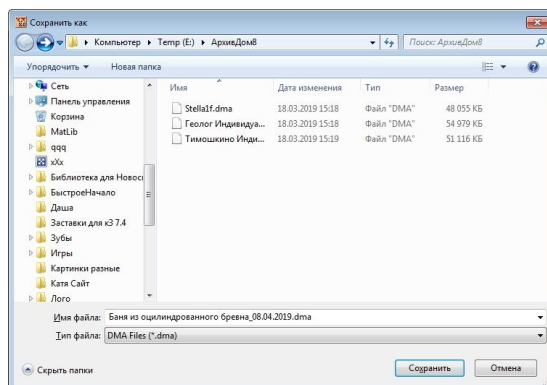 Сохранить как
Компьютер ▸ Temp (E:) ▸ АрхивДом8
Поиск: АрхивДом8
Упорядочить
Новая папка
Сеть
Панель управления
Корзина
MatLib
qqq
xXx
Библиотека для Новос
БыстроеНачало
Даша
Заставки для к3 7.4
Зубы
Игры
Картинки разные
Катя Сайт
Лого
Имя
Дата изменения
Тип
Размер
Stella1f.dma 18.03.2019 15:18 Файл "DMA" 48 055 КБ
Геолог Индивидуа... 18.03.2019 15:18 Файл "DMA" 54 979 КБ
Тимошкино Инди... 18.03.2019 15:19 Файл "DMA" 51 116 КБ
Имя файла: Баня из оцилиндрованного бревна_08.04.2019.dma
Тип файла: DMA Files (*.dma)
Скрыть папки
Сохранить
Отмена